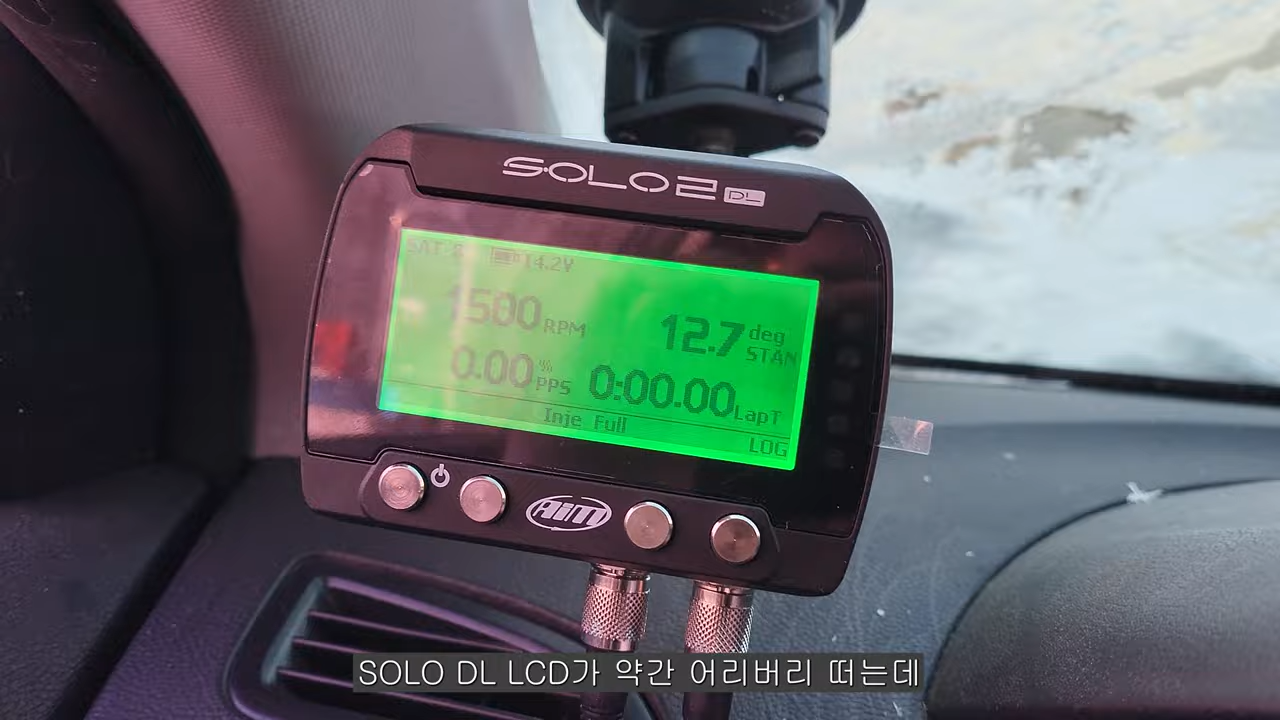 SOLO2 DL
SAT 14.2V
1500 RPM
12.7 deg STAN
0.00 % PPS
0:00.00 LapT
Inje Full
LOG
AiM
SOLO DL LCD가 약간 어리버리 떠는데